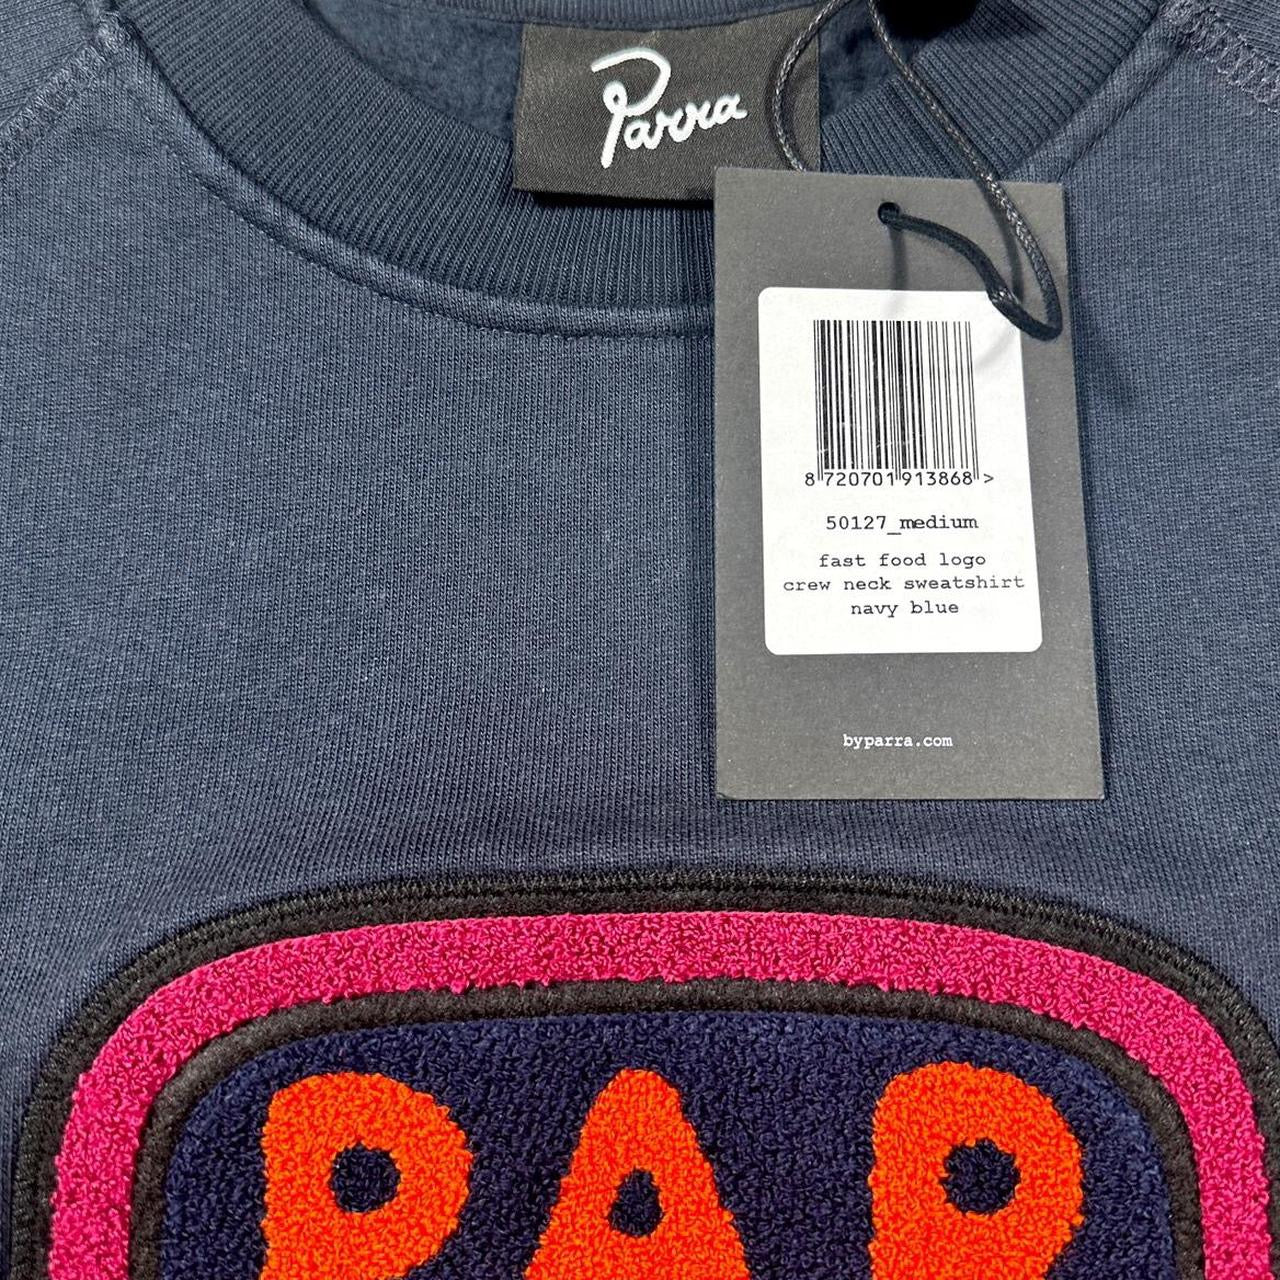 Parra
8 720701 913868 >
50127_medium
fast food logo
crew neck sweatshirt
navy blue
byparra.com
PAR